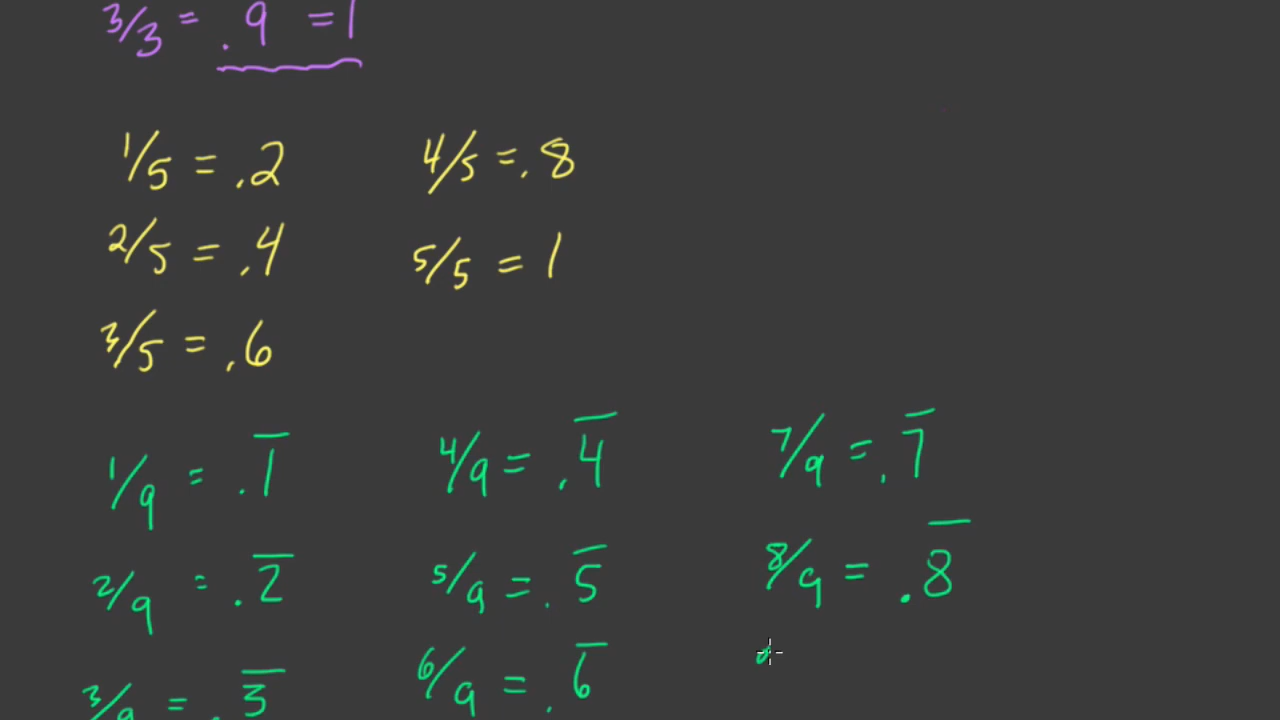 3/3 = .9 = 1
1/5 = .2
4/5 = .8
2/5 = .4
5/5 = 1
3/5 = .6
1/9 = .1̅
4/9 = .4̅
7/9 = .7̅
2/9 = .2̅
5/9 = .5̅
8/9 = .8̅
3/9 = .3̅
6/9 = .6̅